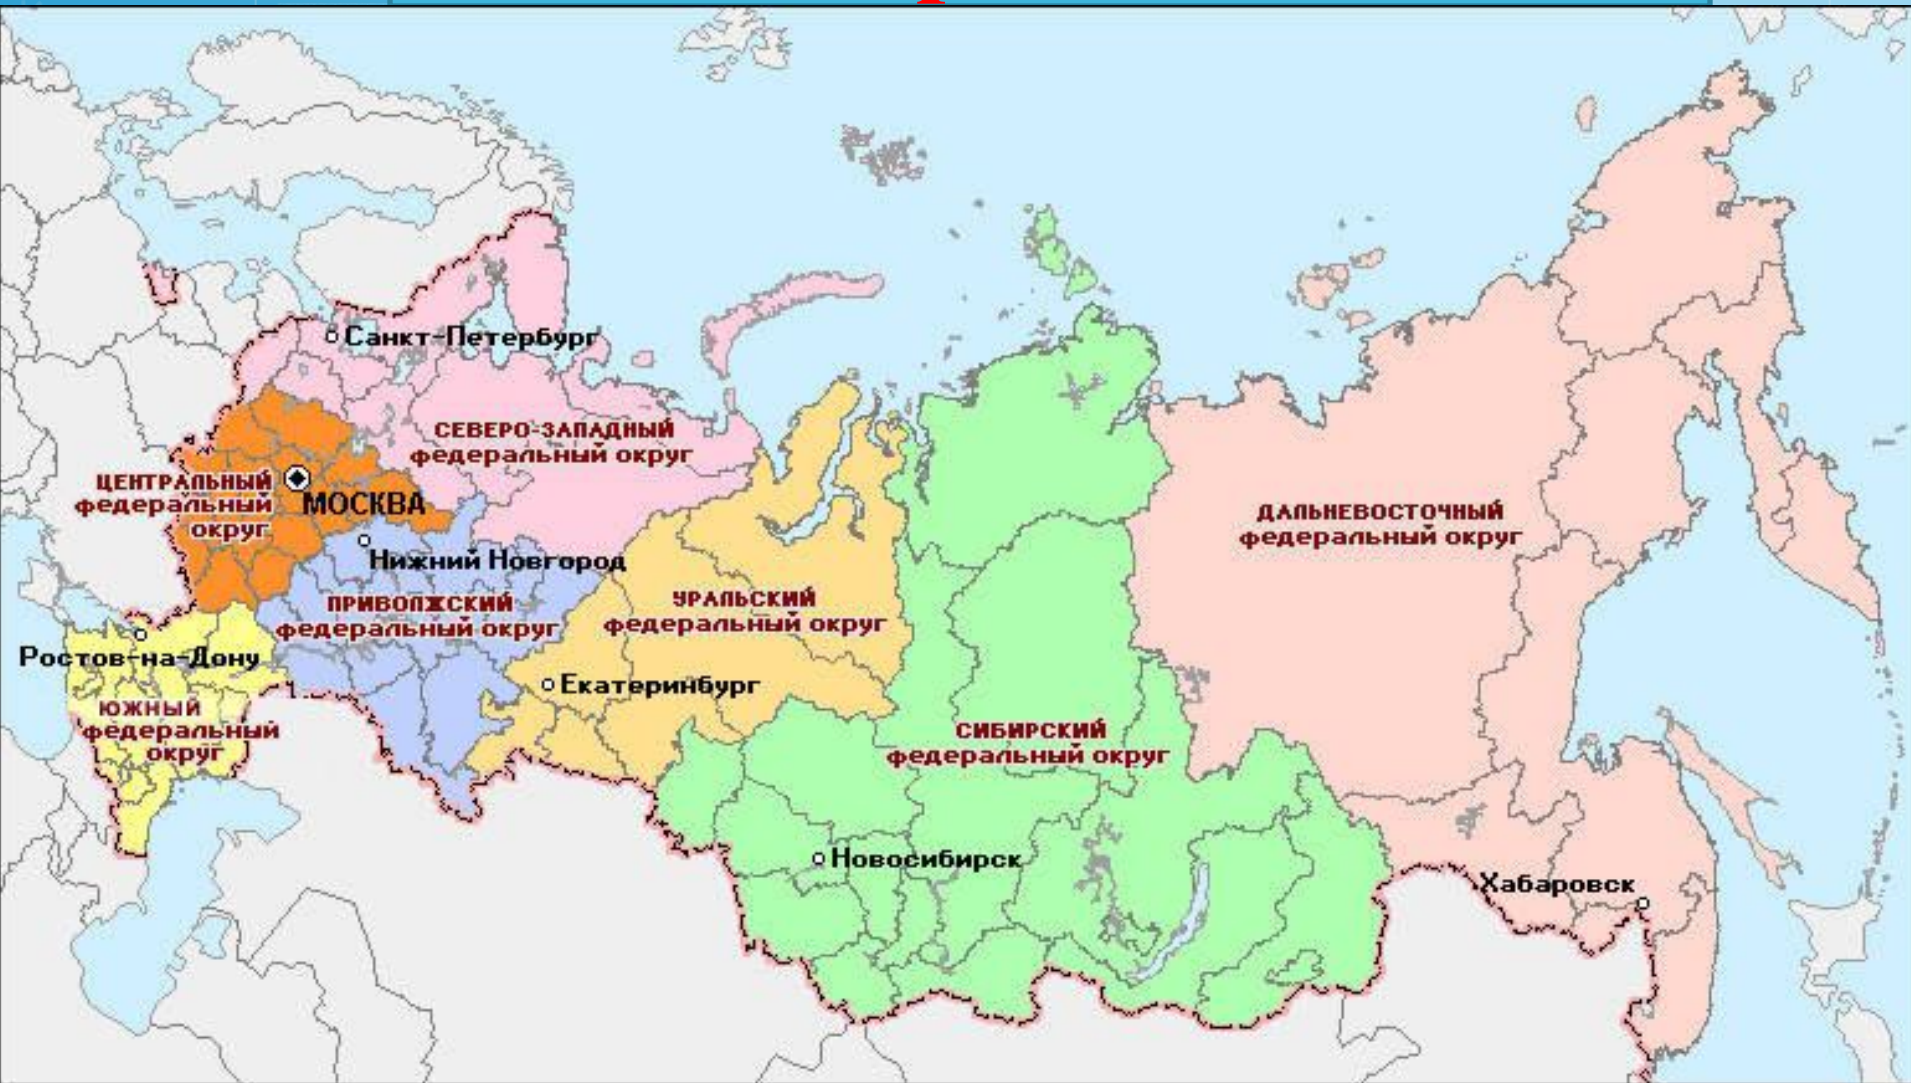 Санкт-Петербург
СЕВЕРО-ЗАПАДНЫЙ
федеральный округ
ЦЕНТРАЛЬНЫЙ
федеральный
округ
МОСКВА
ДАЛЬНЕВОСТОЧНЫЙ
федеральный округ
Нижний Новгород
ПРИВОЛЖСКИЙ
федеральный округ
УРАЛЬСКИЙ
федеральный округ
Ростов-на-Дону
Екатеринбург
ЮЖНЫЙ
федеральный
округ
СИБИРСКИЙ
федеральный округ
Новосибирск
Хабаровск